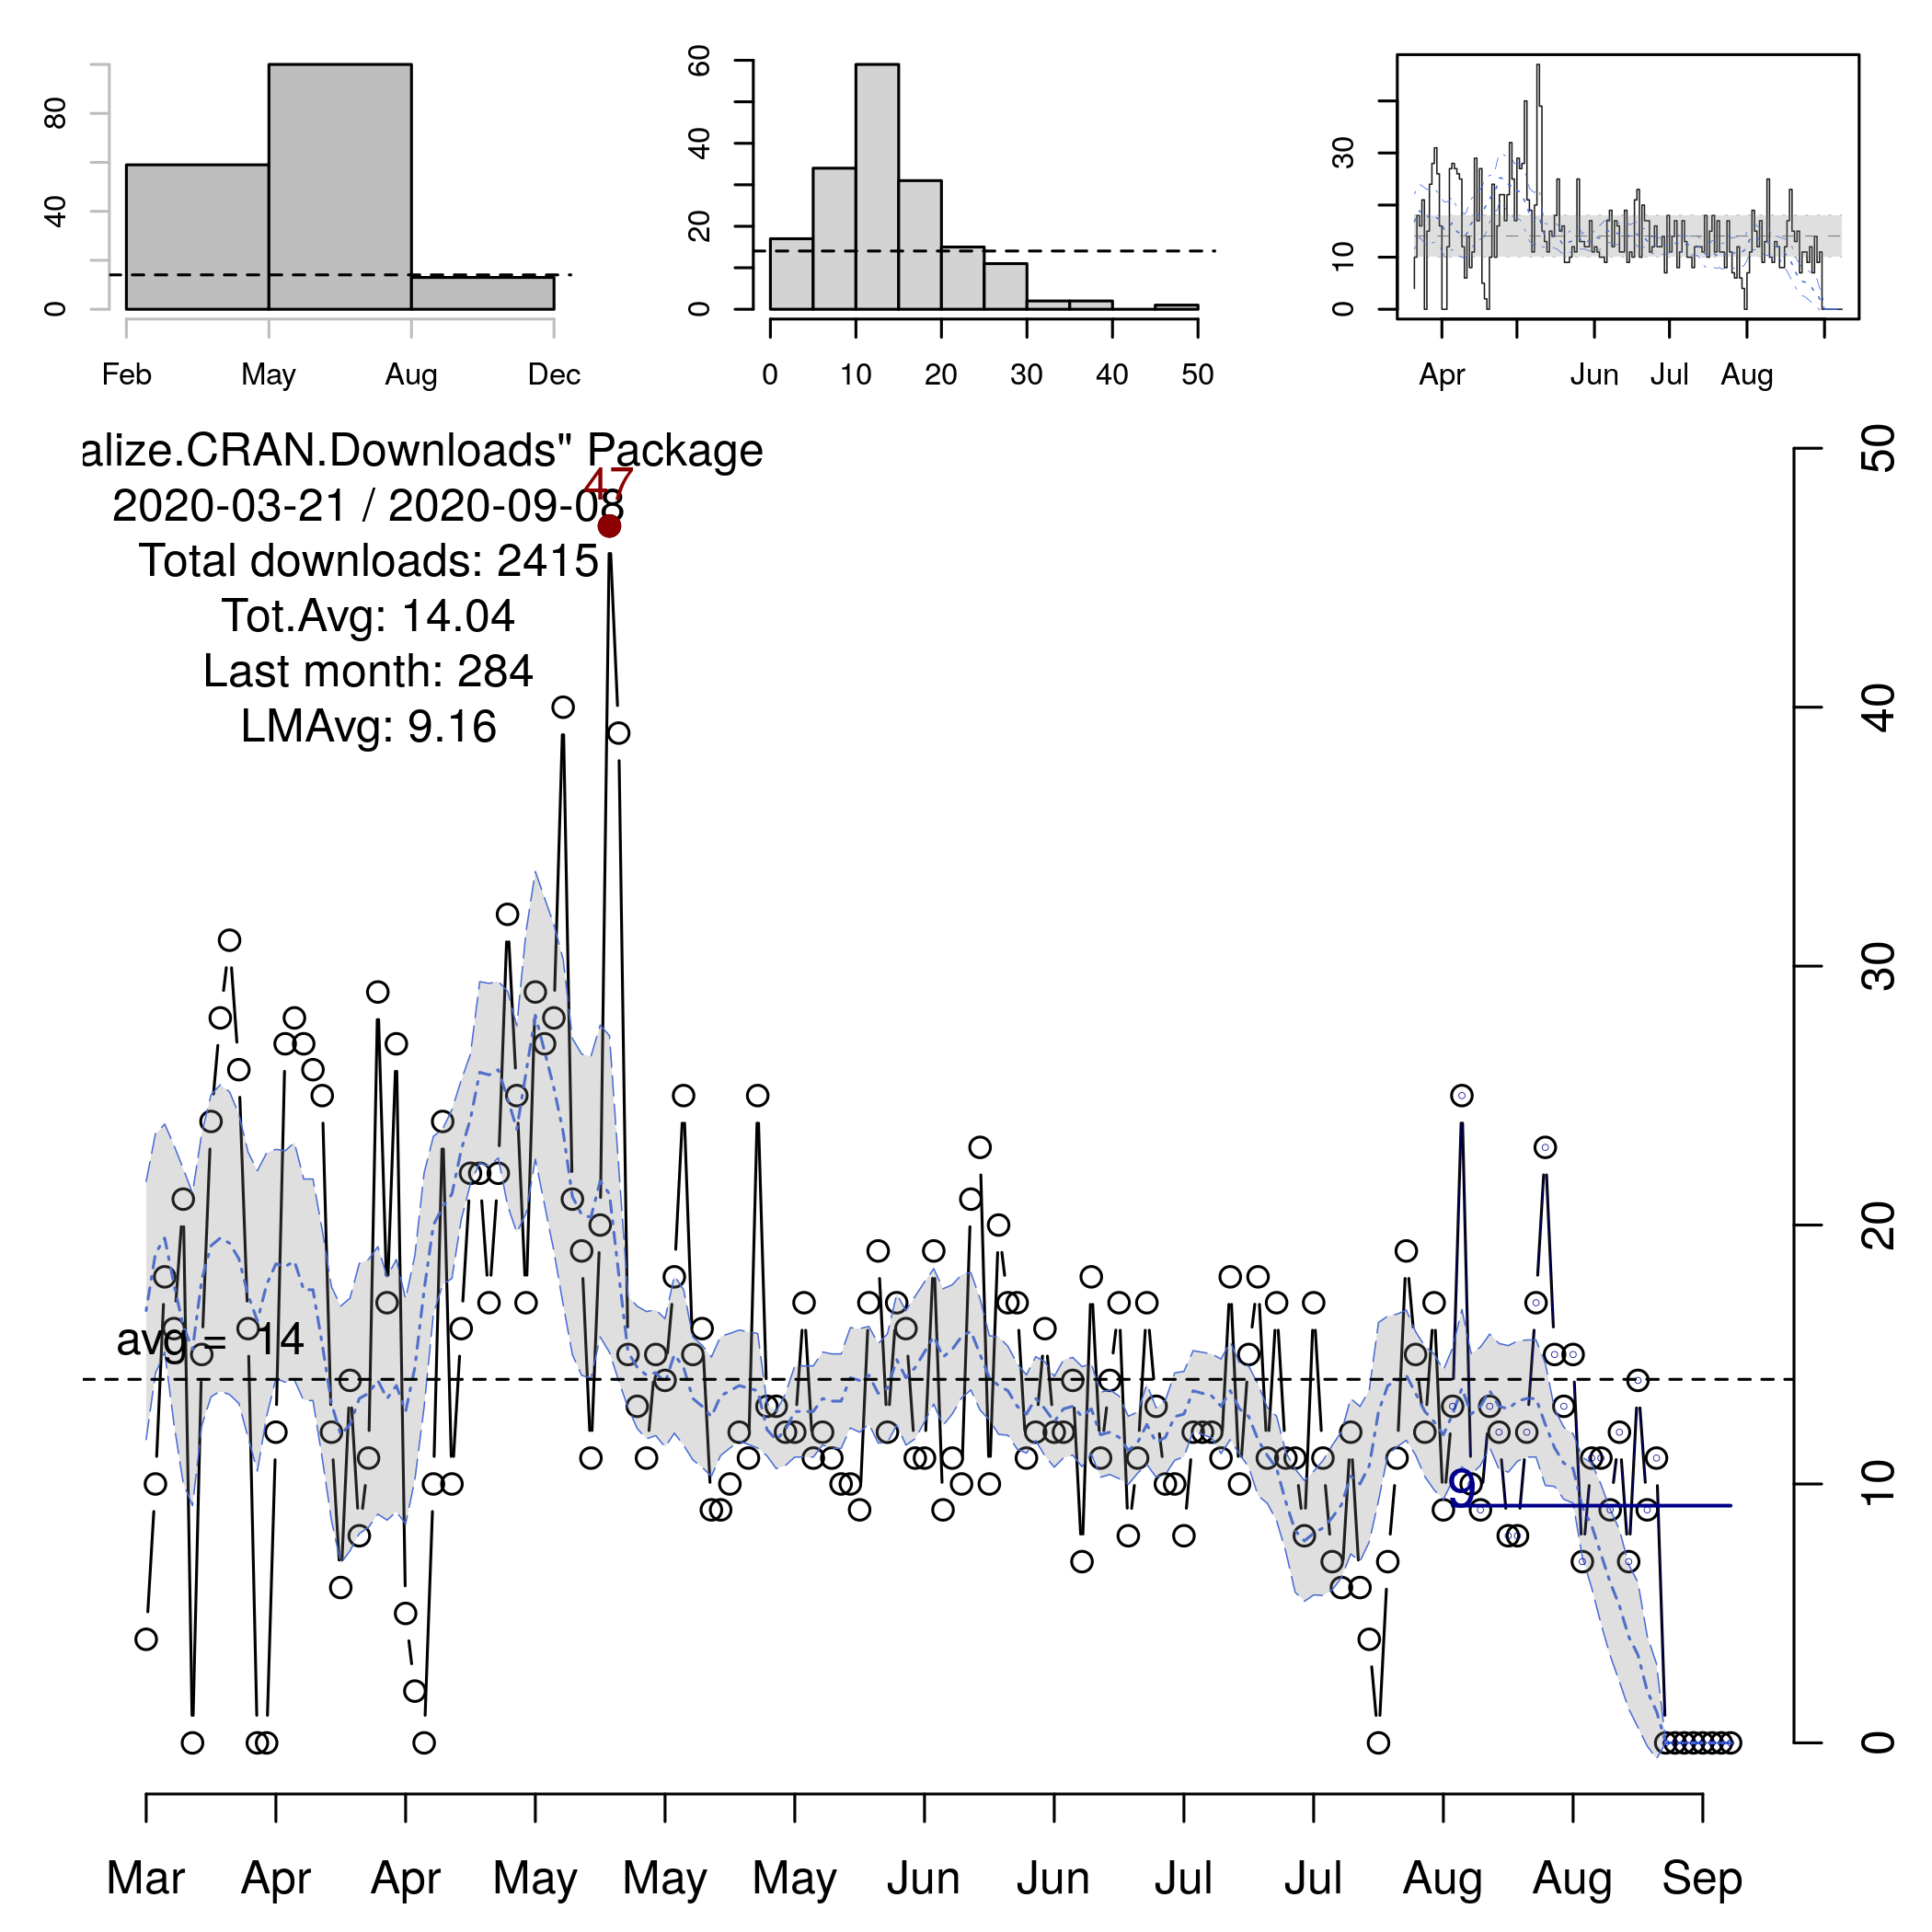 80
40
0
Feb May Aug Dec
60
40
20
0
0 10 20 30 40 50
30
10
0
Apr Jun Jul Aug
alize.CRAN.Downloads" Package
47
2020-03-21 / 2020-09-08
Total downloads: 2415
Tot.Avg: 14.04
Last month: 284
LMAvg: 9.16
avg = 14
9
50
40
30
20
10
0
Mar Apr Apr May May May Jun Jun Jul Jul Aug Aug Sep